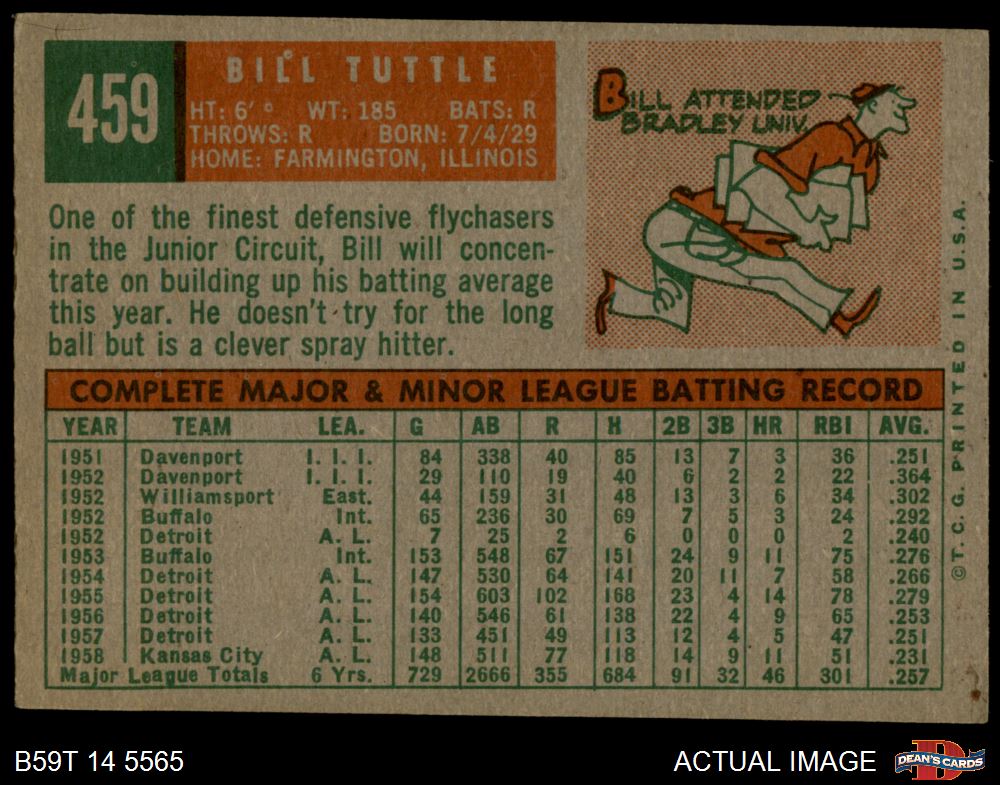 459
BILL TUTTLE
HT: 6' 0 WT: 185 BATS: R
THROWS: R BORN: 7/4/29
HOME: FARMINGTON, ILLINOIS
BILL ATTENDED
BRADLEY UNIV.
One of the finest defensive flychasers
in the Junior Circuit, Bill will concen-
trate on building up his batting average
this year. He doesn't try for the long
ball but is a clever spray hitter.
COMPLETE MAJOR & MINOR LEAGUE BATTING RECORD
YEAR TEAM LEA. G AB R H 2B 3B HR RBI AVG.
1951 Davenport I. I. I. 84 338 40 85 13 7 3 36 .251
1952 Davenport I. I. I. 29 110 19 40 6 2 2 22 .364
1952 Williamsport East. 44 159 31 48 13 3 6 34 .302
1952 Buffalo Int. 65 236 30 69 7 5 3 24 .292
1952 Detroit A. L. 7 25 2 6 0 0 0 2 .240
1953 Buffalo Int. 153 548 67 151 24 9 11 75 .276
1954 Detroit A. L. 147 530 64 141 20 11 7 58 .266
1955 Detroit A. L. 154 603 102 168 23 4 14 78 .279
1956 Detroit A. L. 140 546 61 138 22 4 9 65 .253
1957 Detroit A. L. 133 451 49 113 12 4 5 47 .251
1958 Kansas City A. L. 148 511 77 118 14 9 11 51 .231
Major League Totals 6 Yrs. 729 2666 355 684 91 32 46 301 .257
© T. C. G. PRINTED IN U.S.A.
B59T 14 5565
ACTUAL IMAGE
DEAN'S CARDS